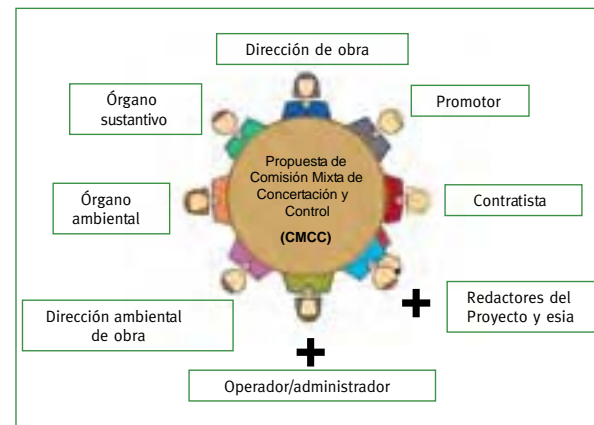 Dirección de obra
Órgano
sustantivo
Promotor
Propuesta de
Comisión Mixta de
Concertación y
Control
(CMCC)
Órgano
ambiental
Contratista
Dirección ambiental
de obra
+
Redactores del
Proyecto y esia
+
Operador/administrador